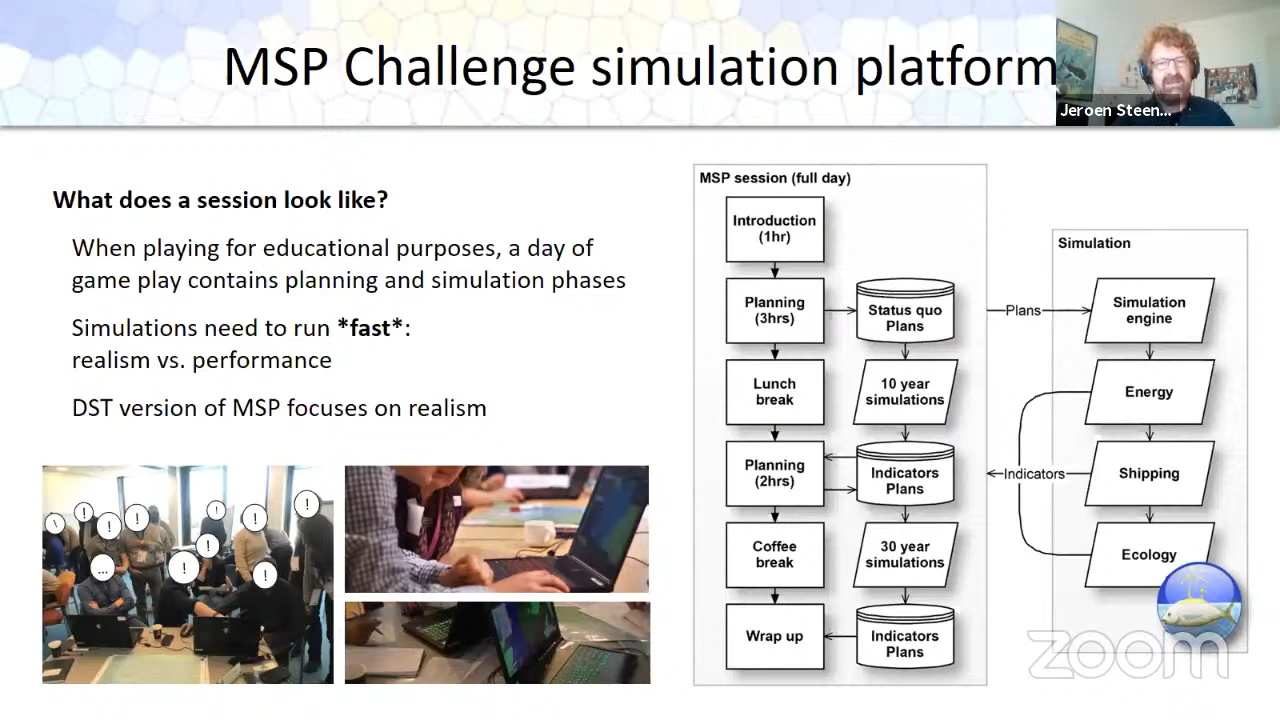 MSP Challenge simulation platform
Jeroen Steen...
What does a session look like?
When playing for educational purposes, a day of
game play contains planning and simulation phases
Simulations need to run *fast*:
realism vs. performance
DST version of MSP focuses on realism
!
!
!
!
!
!
!
...
!
!
\
MSP session (full day)
Introduction
(1hr)
Planning
(3hrs)
Status quo
Plans
Lunch
break
10 year
simulations
Planning
(2hrs)
Indicators
Plans
Coffee
break
30 year
simulations
Wrap up
Indicators
Plans
Plans
Indicators
Simulation
Simulation
engine
Energy
Shipping
Ecology
zoom